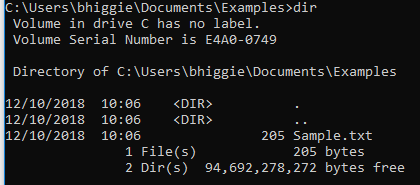 C:\Users\bhiggie\Documents\Examples>dir
 Volume in drive C has no label.
 Volume Serial Number is E4A0-0749

 Directory of C:\Users\bhiggie\Documents\Examples

12/10/2018  10:06    <DIR>          .
12/10/2018  10:06    <DIR>          ..
12/10/2018  10:06               205 Sample.txt
               1 File(s)            205 bytes
               2 Dir(s)  94,692,278,272 bytes free